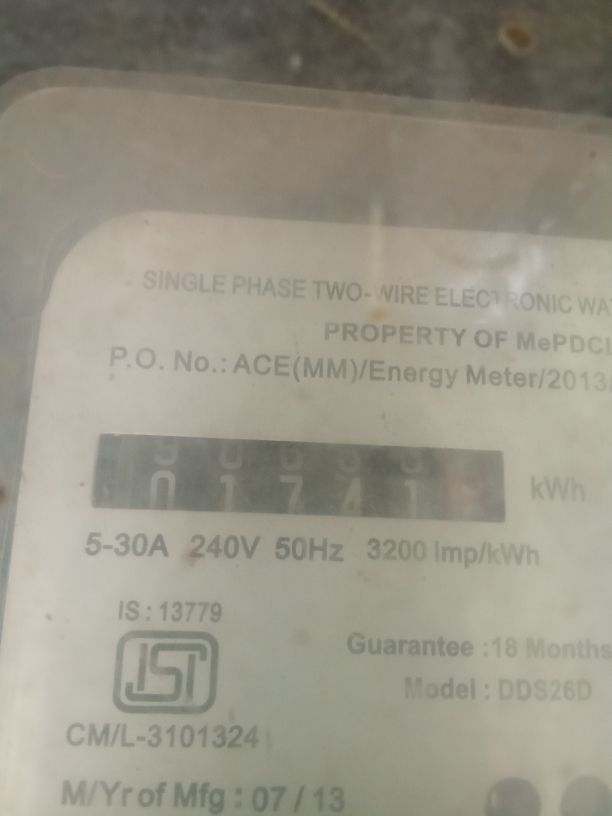 SINGLE PHASE TWO-WIRE ELECTRONIC WA
PROPERTY OF MePDCL
P.O. No.: ACE(MM)/Energy Meter/2013/
01741 kWh
5-30A 240V 50Hz 3200 Imp/kWh
IS : 13779
Guarantee :18 Months
ISI
Model : DDS26D
CM/L-3101324
M/Yr of Mfg : 07 / 13